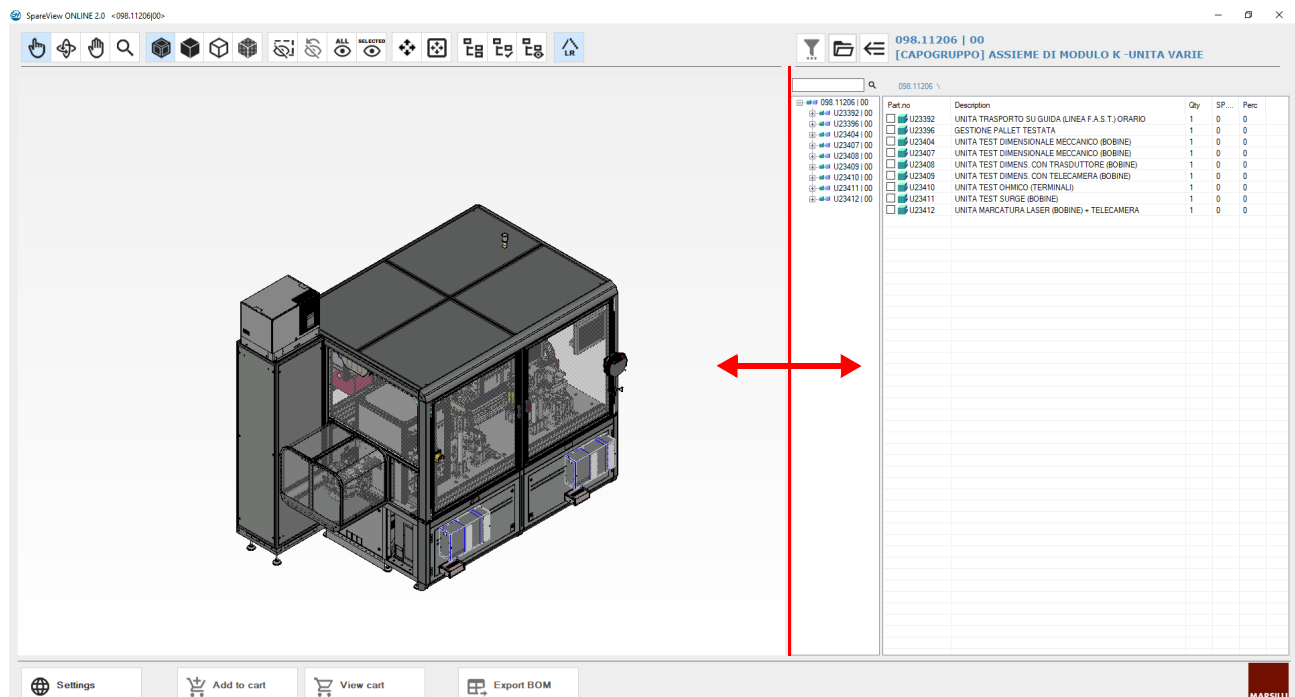 SpareView ONLINE 2.0 <098.11206|00>
ALL
SELECTED
LR
098.11206 | 00
[CAPOGRUPPO] ASSIEME DI MODULO K -UNITA VARIE
098.11206 \
098.11206 | 00
U23392 | 00
U23396 | 00
U23404 | 00
U23407 | 00
U23408 | 00
U23409 | 00
U23410 | 00
U23411 | 00
U23412 | 00
Part.no Description Qty SP.... Perc
U23392 UNITA TRASPORTO SU GUIDA (LINEA F.A.S.T.) ORARIO 1 0 0
U23396 GESTIONE PALLET TESTATA 1 0 0
U23404 UNITA TEST DIMENSIONALE MECCANICO (BOBINE) 1 0 0
U23407 UNITA TEST DIMENSIONALE MECCANICO (BOBINE) 1 0 0
U23408 UNITA TEST DIMENS. CON TRASDUTTORE (BOBINE) 1 0 0
U23409 UNITA TEST DIMENS. CON TELECAMERA (BOBINE) 1 0 0
U23410 UNITA TEST OHMICO (TERMINALI) 1 0 0
U23411 UNITA TEST SURGE (BOBINE) 1 0 0
U23412 UNITA MARCATURA LASER (BOBINE) + TELECAMERA 1 0 0
Settings
Add to cart
View cart
Export BOM
MARSILLI